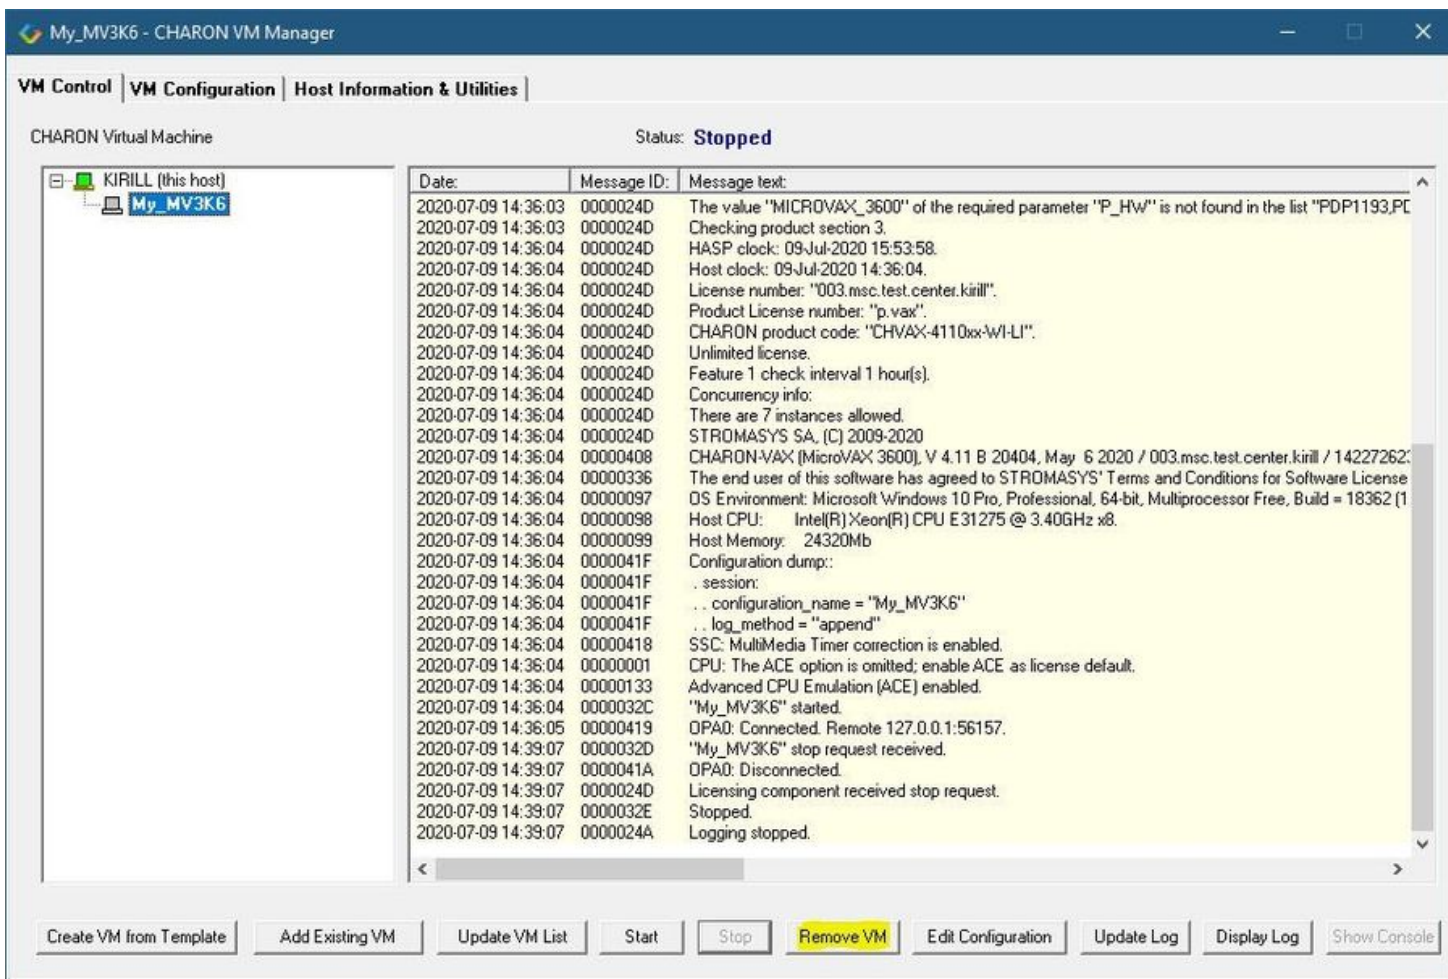 My_MV3K6 - CHARON VM Manager
VM Control VM Configuration Host Information & Utilities
CHARON Virtual Machine Status: Stopped
KIRILL (this host)
My_MV3K6
Date: Message ID: Message text:
2020-07-09 14:36:03 0000024D The value "MICROVAX_3600" of the required parameter "P_HW" is not found in the list "PDP1193,PD
2020-07-09 14:36:03 0000024D Checking product section 3.
2020-07-09 14:36:04 0000024D HASP clock: 09-Jul-2020 15:53:58.
2020-07-09 14:36:04 0000024D Host clock: 09-Jul-2020 14:36:04.
2020-07-09 14:36:04 0000024D License number: "003.msc.test.center.kirill".
2020-07-09 14:36:04 0000024D Product License number: "p.vax".
2020-07-09 14:36:04 0000024D CHARON product code: "CHVAX-4110xx-WI-LI".
2020-07-09 14:36:04 0000024D Unlimited license.
2020-07-09 14:36:04 0000024D Feature 1 check interval 1 hour(s).
2020-07-09 14:36:04 0000024D Concurrency info:
2020-07-09 14:36:04 0000024D There are 7 instances allowed.
2020-07-09 14:36:04 0000024D STROMASYS SA, (C) 2009-2020
2020-07-09 14:36:04 00000408 CHARON-VAX (MicroVAX 3600), V 4.11 B 20404, May 6 2020 / 003.msc.test.center.kirill / 142272623
2020-07-09 14:36:04 00000336 The end user of this software has agreed to STROMASYS' Terms and Conditions for Software License
2020-07-09 14:36:04 00000097 OS Environment: Microsoft Windows 10 Pro, Professional, 64-bit, Multiprocessor Free, Build = 18362 (1
2020-07-09 14:36:04 00000098 Host CPU: Intel(R) Xeon(R) CPU E31275 @ 3.40GHz x8.
2020-07-09 14:36:04 00000099 Host Memory: 24320Mb
2020-07-09 14:36:04 0000041F Configuration dump::
2020-07-09 14:36:04 0000041F . session:
2020-07-09 14:36:04 0000041F . . configuration_name = "My_MV3K6"
2020-07-09 14:36:04 0000041F . . log_method = "append"
2020-07-09 14:36:04 00000418 SSC: MultiMedia Timer correction is enabled.
2020-07-09 14:36:04 00000001 CPU: The ACE option is omitted; enable ACE as license default.
2020-07-09 14:36:04 00000133 Advanced CPU Emulation (ACE) enabled.
2020-07-09 14:36:04 0000032C "My_MV3K6" started.
2020-07-09 14:36:05 00000419 OPA0: Connected. Remote 127.0.0.1:56157.
2020-07-09 14:39:07 0000032D "My_MV3K6" stop request received.
2020-07-09 14:39:07 0000041A OPA0: Disconnected.
2020-07-09 14:39:07 0000024D Licensing component received stop request.
2020-07-09 14:39:07 0000032E Stopped.
2020-07-09 14:39:07 0000024A Logging stopped.
Create VM from Template Add Existing VM Update VM List Start Stop Remove VM Edit Configuration Update Log Display Log Show Console